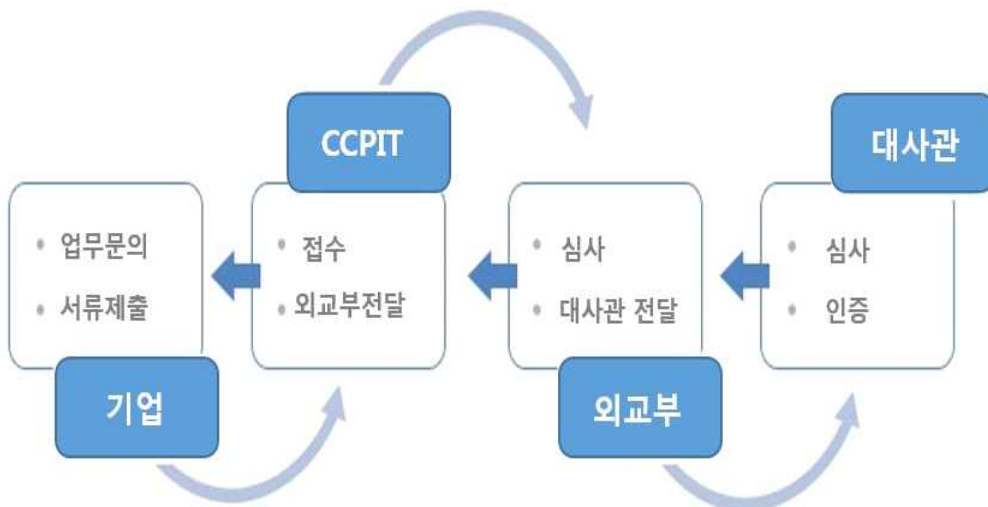 CCPIT
대사관
업무문의
서류제출
접수
외교부전달
심사
대사관 전달
심사
인증
기업
외교부